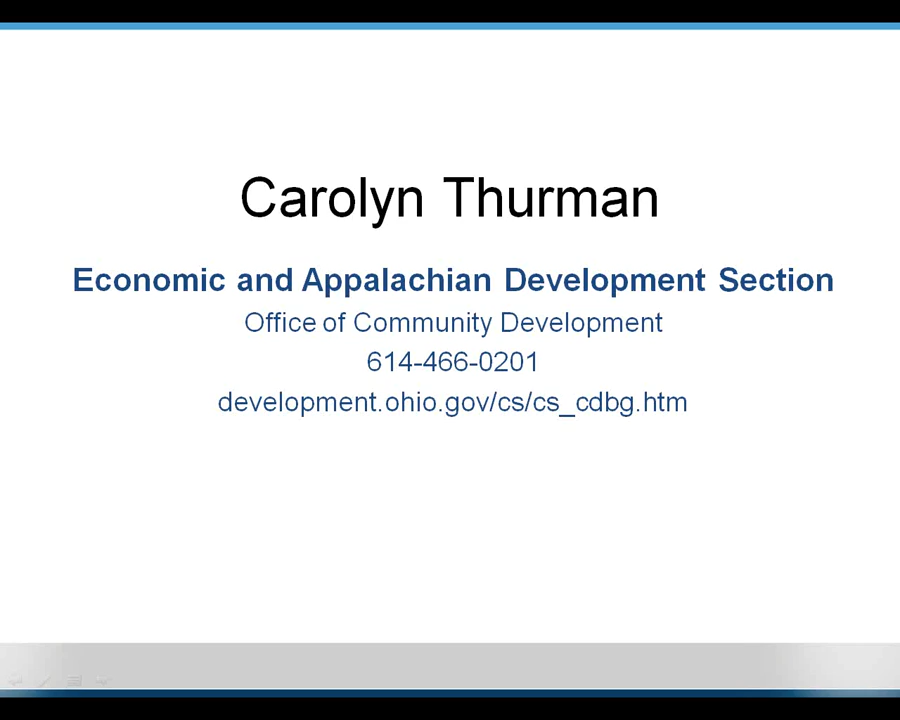 Carolyn Thurman
Economic and Appalachian Development Section
Office of Community Development
614-466-0201
development.ohio.gov/cs/cs_cdbg.htm